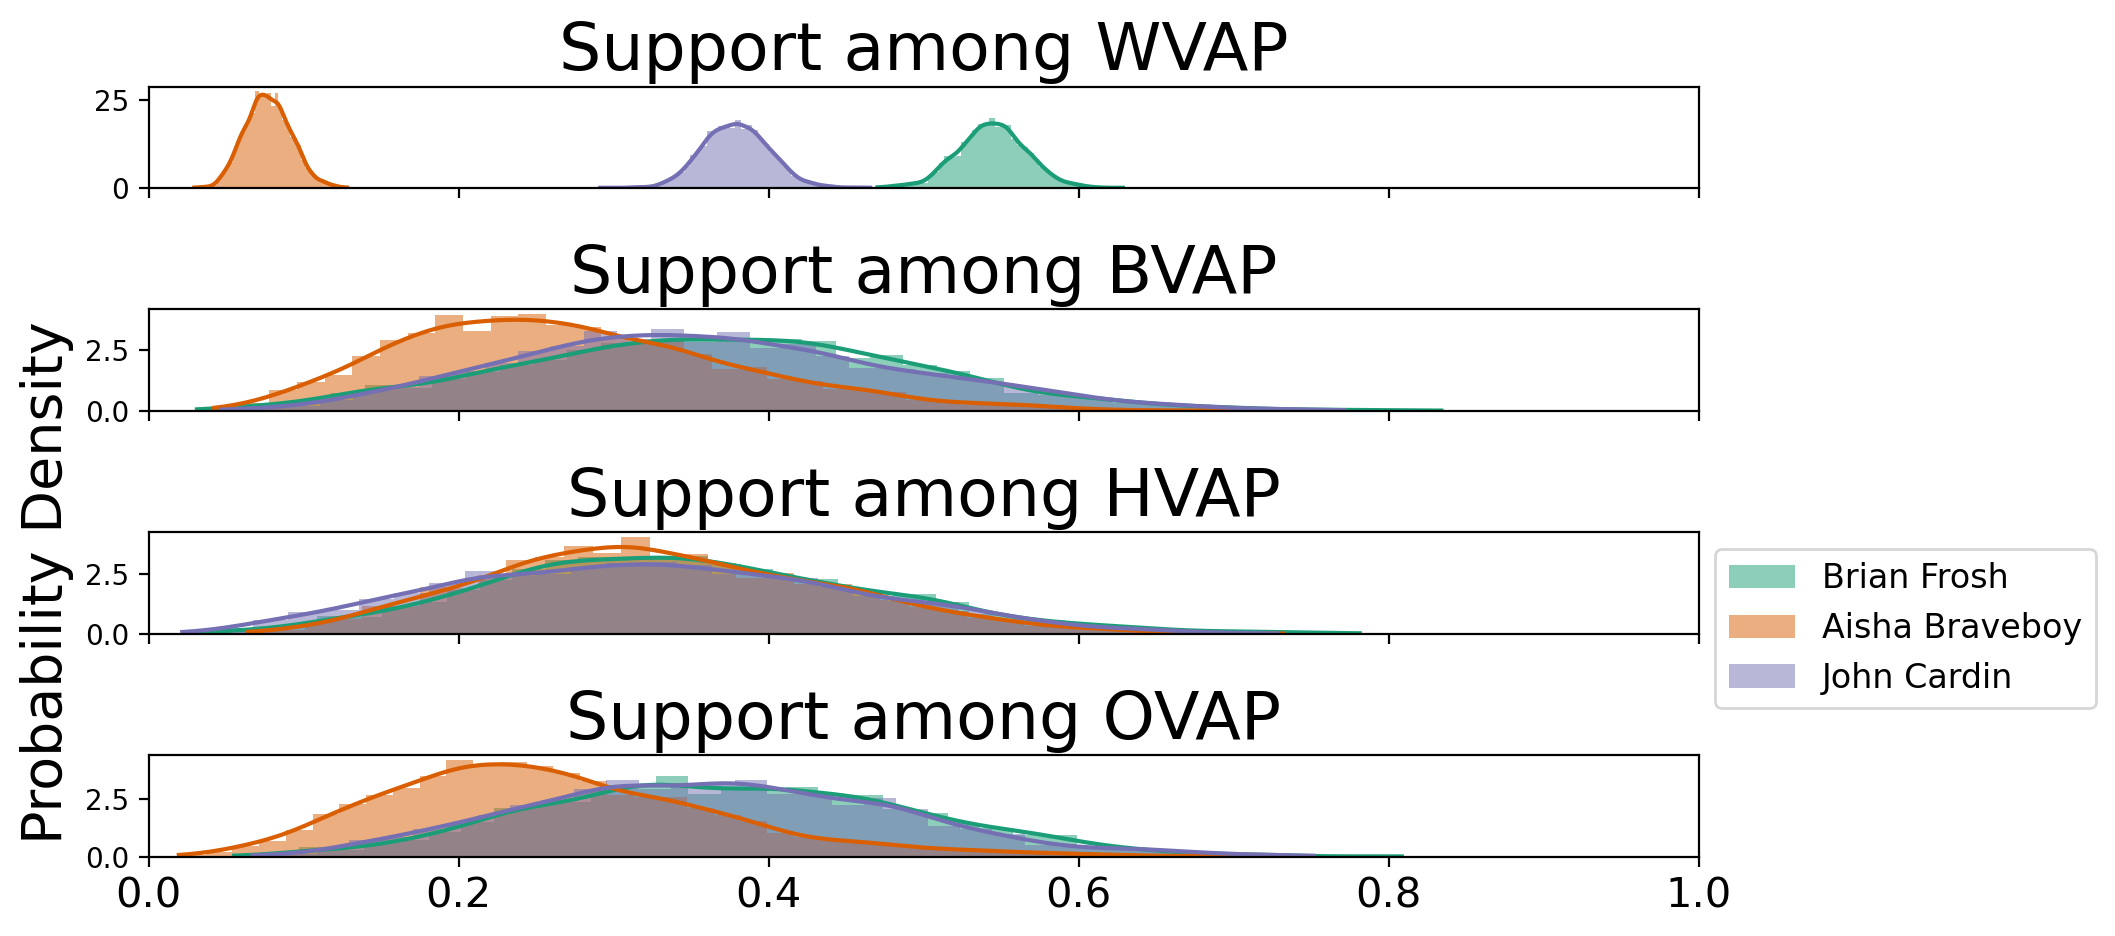 Support among WVAP
25
0
Support among BVAP
2.5
0.0
Support among HVAP
2.5
0.0
Support among OVAP
2.5
0.0
0.0 0.2 0.4 0.6 0.8 1.0
Probability Density
Brian Frosh
Aisha Braveboy
John Cardin